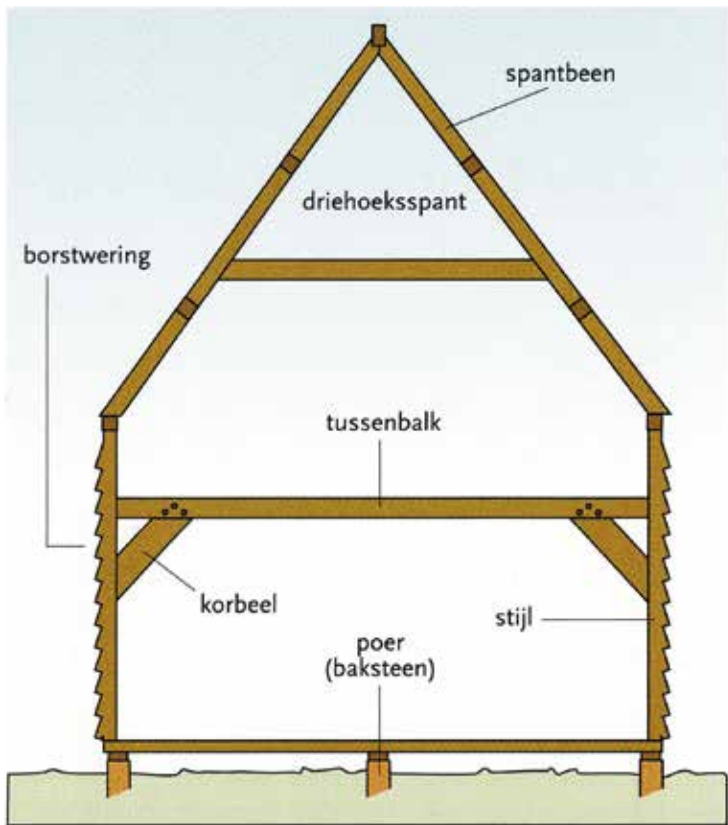 spantbeen
driehoeksspant
borstwering
tussenbalk
korbeel
stijl
poer
(baksteen)